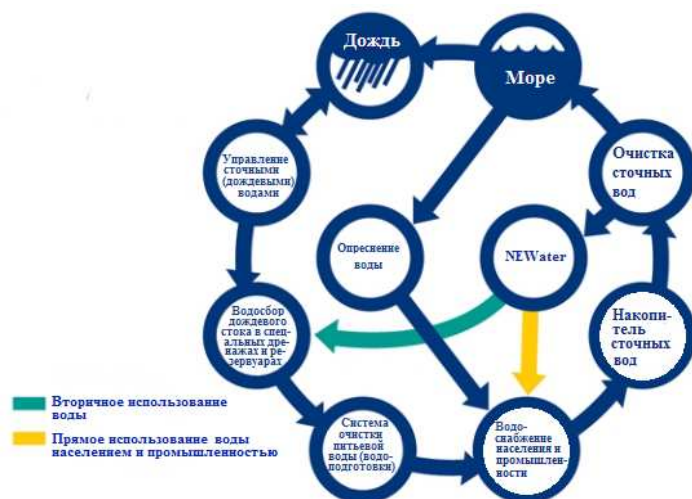 Дождь
Море
Управление
сточными
(дождевыми)
водами
Очистка
сточных
вод
Опреснение
воды
NEWater
Водосбор
дождевого
стока в спец-
альных дре-
нажах и ре-
зервуарах
Накопи-
тель
сточных
вод
Вторичное использование
воды
Прямое использование воды
населением и промышленностью
Система
очистки
питьевой
воды (водо-
подготовки)
Водо-
снабжение
населения и
промышлен-
ности